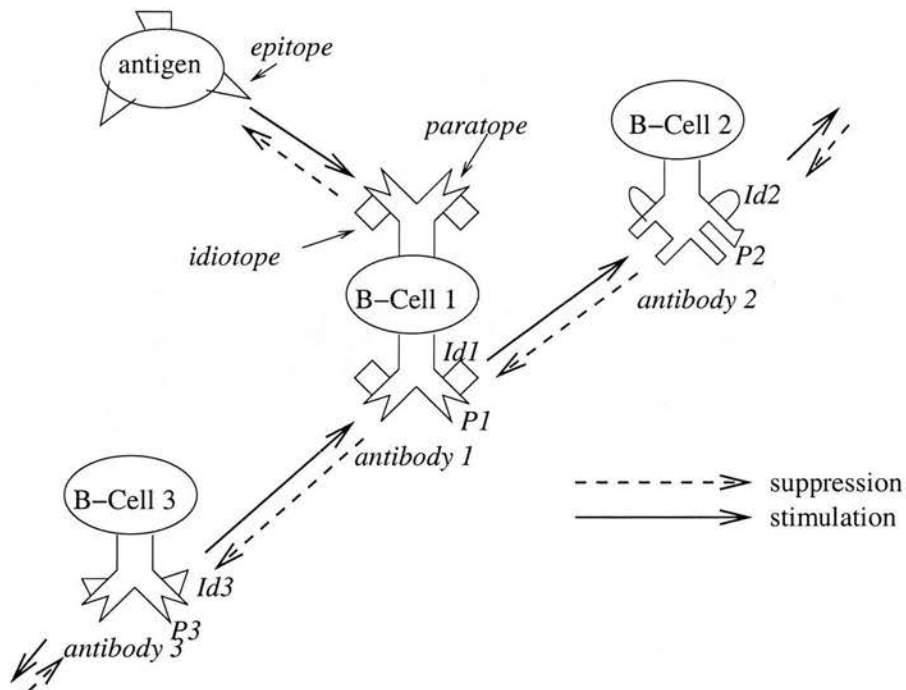 epitope
antigen
paratope
B-Cell 2
Id2
idiotope
P2
B-Cell 1
antibody 2
Id1
P1
antibody 1
B-Cell 3
suppression
stimulation
Id3
P3
antibody 3